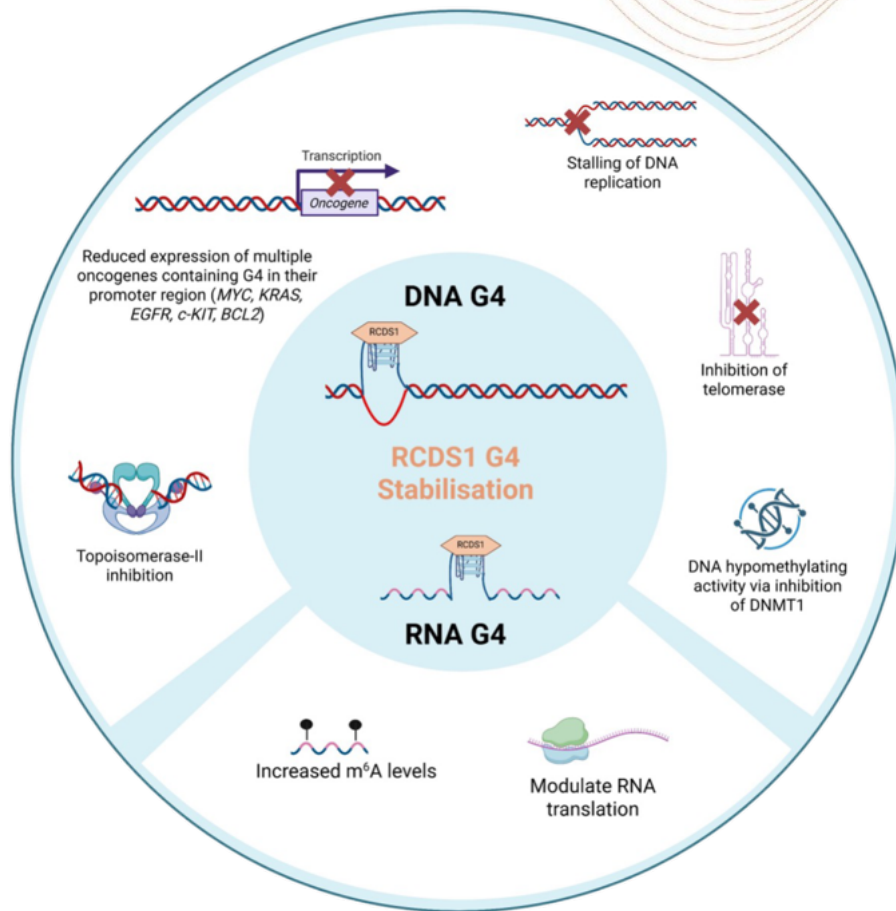 Stalling of DNA
replication
Transcription
Oncogene
Reduced expression of multiple
oncogenes containing G4 in their
promoter region (MYC, KRAS,
EGFR, c-KIT, BCL2)
DNA G4
RCDS1
Inhibition of
telomerase
RCDS1 G4
Stabilisation
Topoisomerase-II
inhibition
DNA hypomethylating
activity via inhibition
of DNMT1
RCDS1
RNA G4
Increased m⁶A levels
Modulate RNA
translation